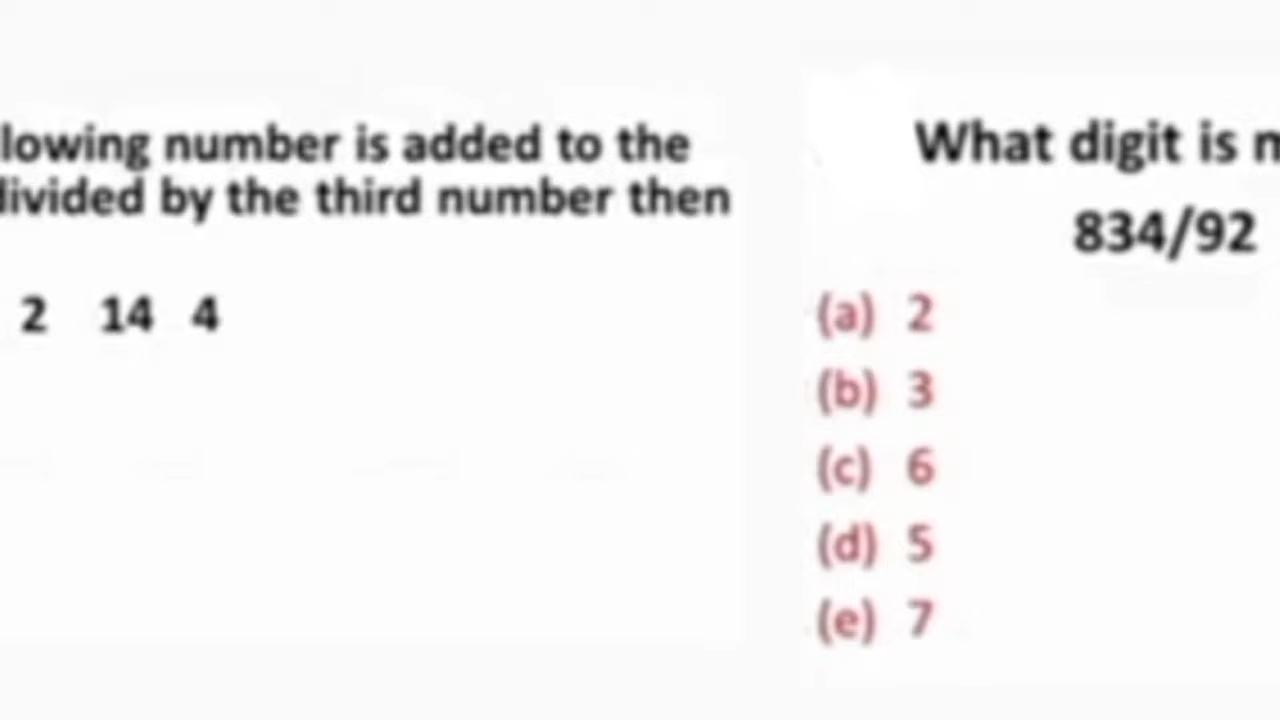 lowing number is added to the
divided by the third number then
2 14 4
What digit is
834/92
(a) 2
(b) 3
(c) 6
(d) 5
(e) 7